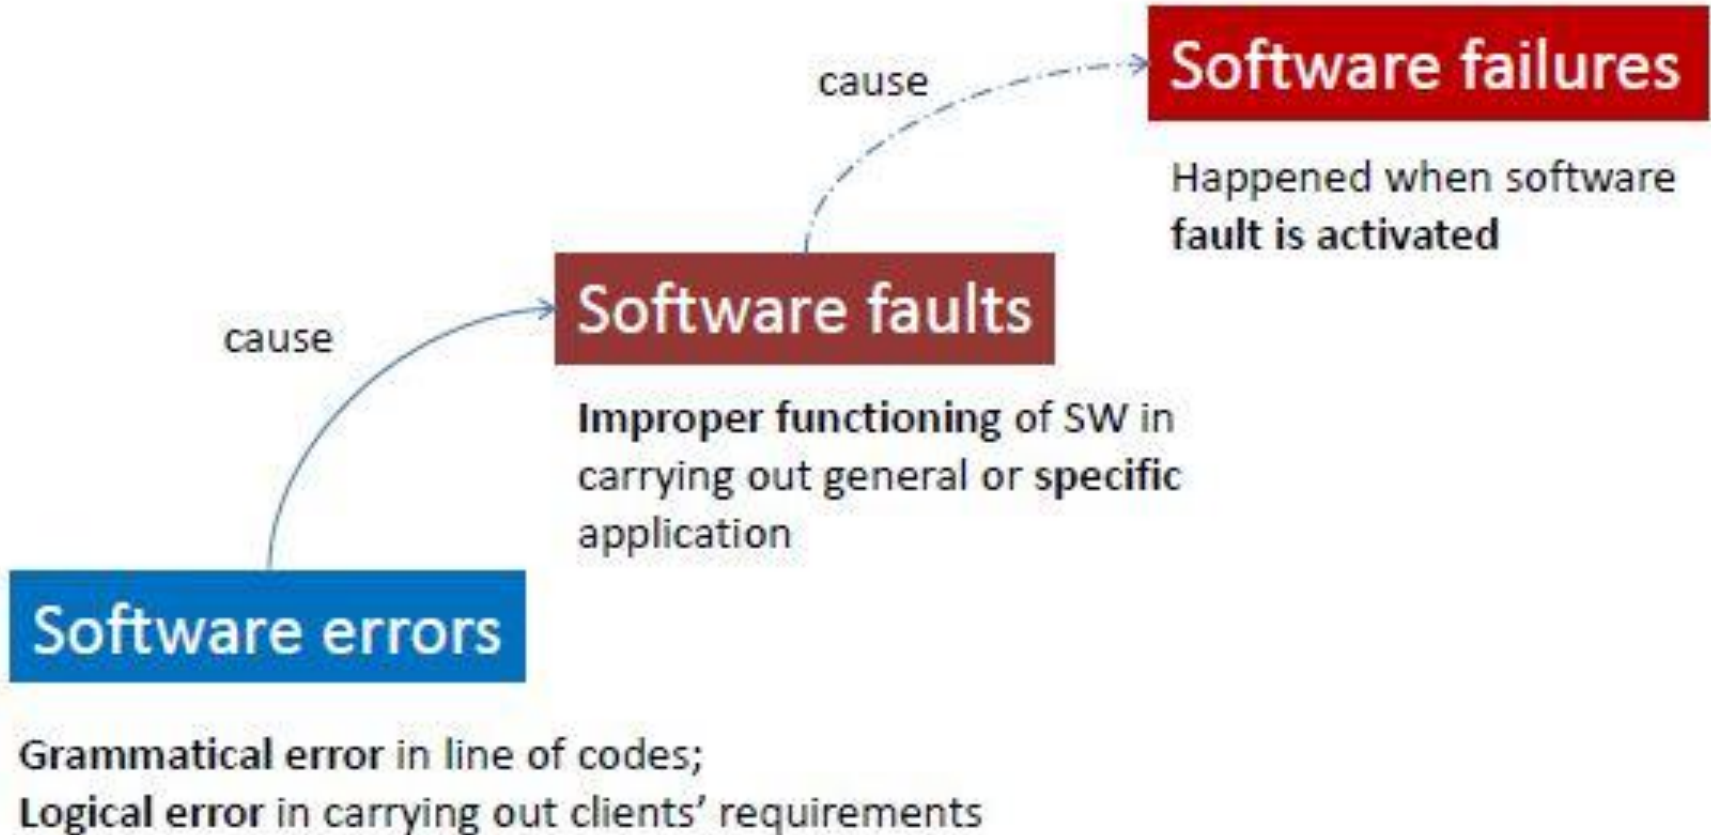 cause
Software failures
Happened when software
fault is activated
cause
Software faults
Improper functioning of SW in
carrying out general or specific
application
Software errors
Grammatical error in line of codes;
Logical error in carrying out clients’ requirements